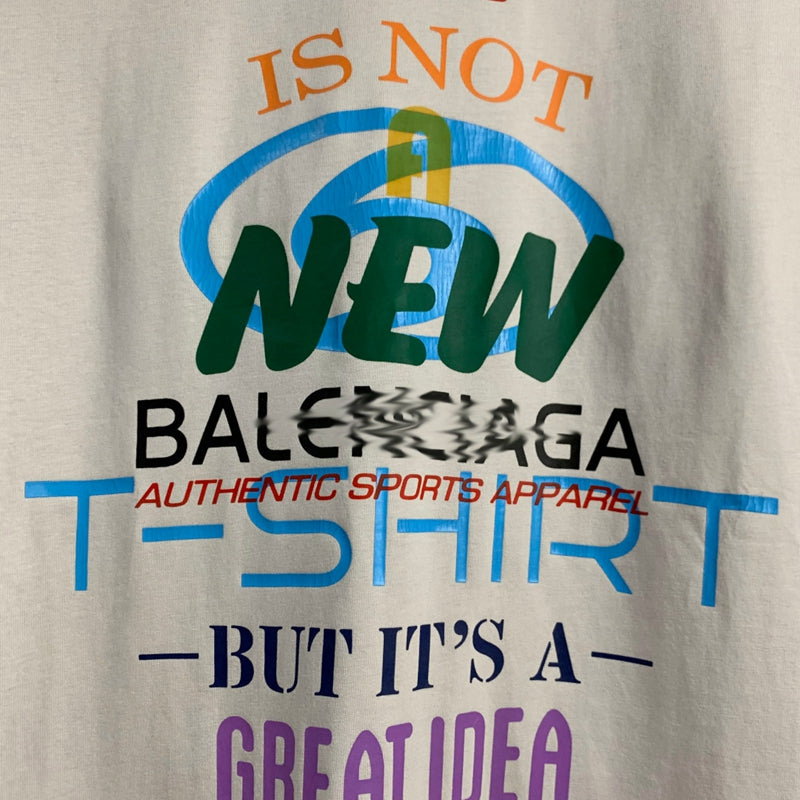 IS NOT
A
NEW
AUTHENTIC SPORTS APPAREL
T-SHIRT
—BUT IT'S A—
GREAT IDEA